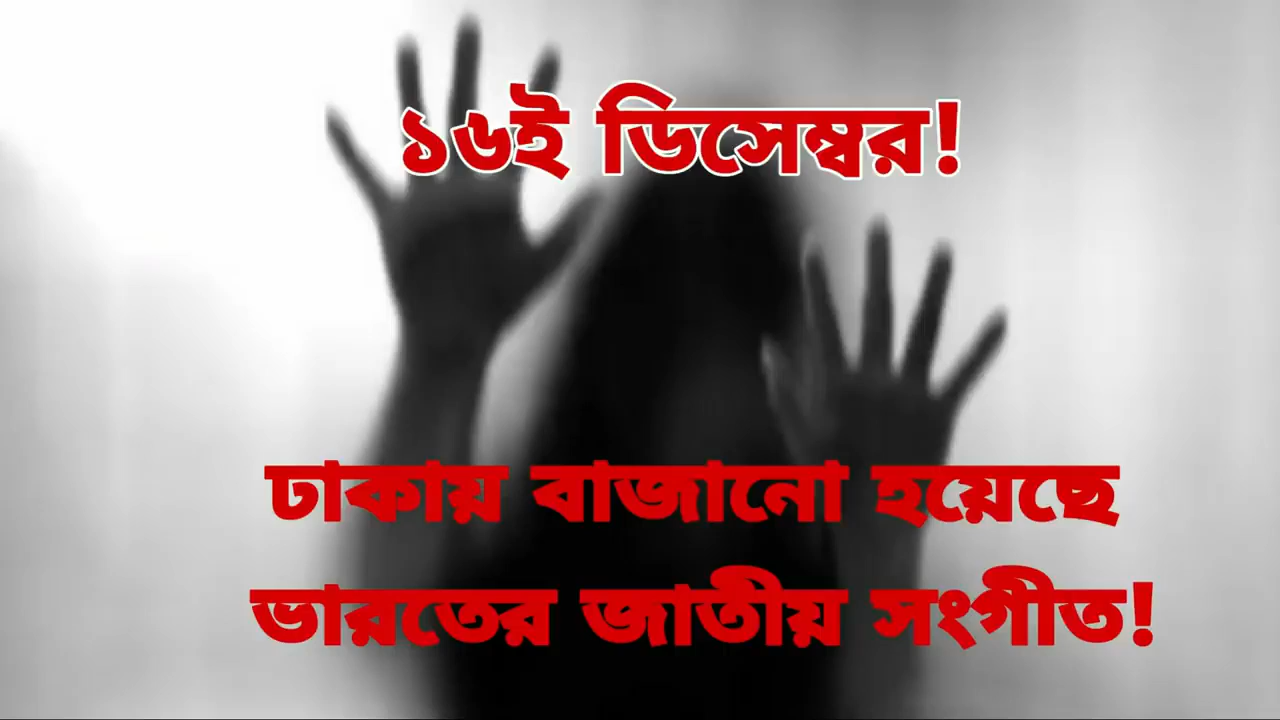 ১৬ই ডিসেম্বর!
ঢাকায় বাজানো হয়েছে
ভারতের জাতীয় সংগীত!